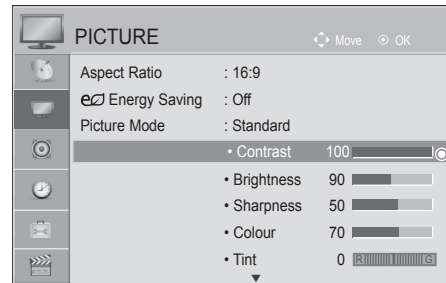 PICTURE Move OK
Aspect Ratio : 16:9
Energy Saving : Off
Picture Mode : Standard
• Contrast 100
• Brightness 90
• Sharpness 50
• Colour 70
• Tint 0 R G